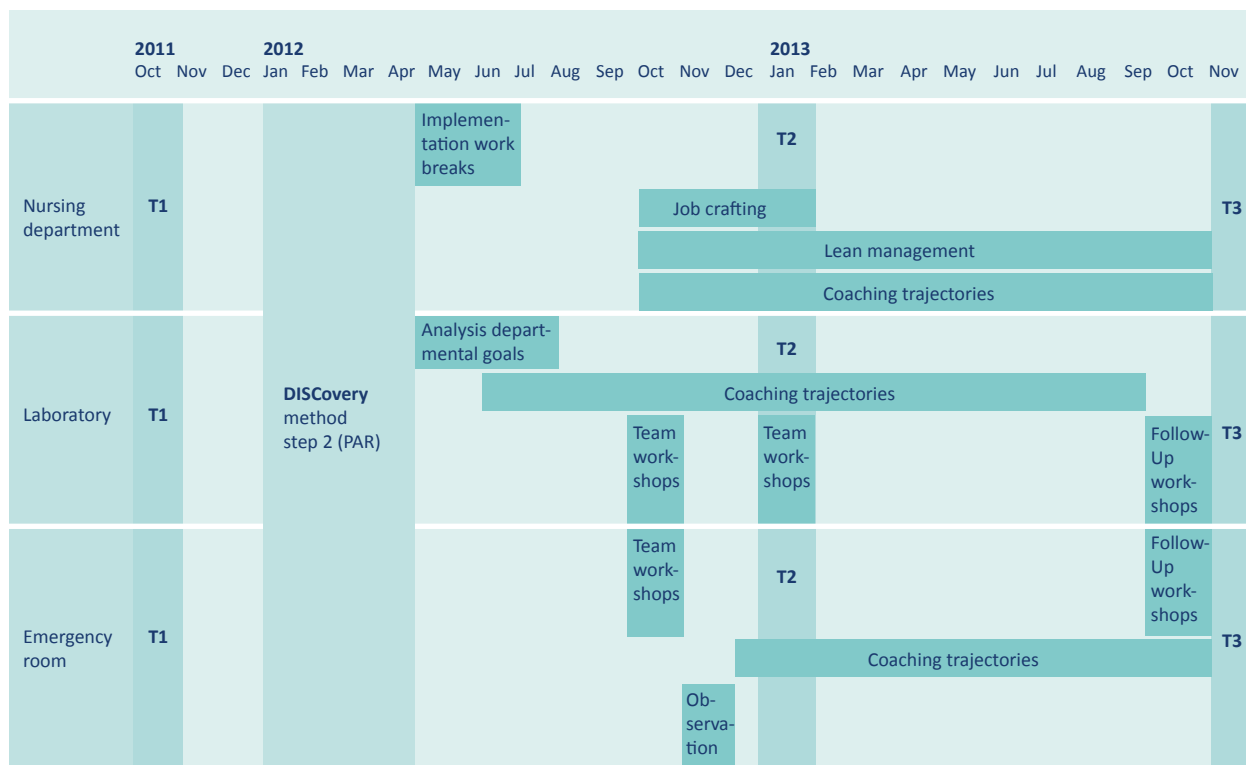 2011 2012 2013
Oct Nov Dec Jan Feb Mar Apr May Jun Jul Aug Sep Oct Nov Dec Jan Feb Mar Apr May Jun Jul Aug Sep Oct Nov
Nursing
department
T1
Implemen-
tation work
breaks
T2
Job crafting
Lean management
Coaching trajectories
T3
DISCovery
method
step 2 (PAR)
Laboratory
T1
Analysis depart-
mental goals
T2
Coaching trajectories
Team
work-
shops
Team
work-
shops
Follow-
Up
work-
shops
T3
Emergency
room
T1
Team
work-
shops
T2
Follow-
Up
work-
shops
Coaching trajectories
Ob-
serva-
tion
T3